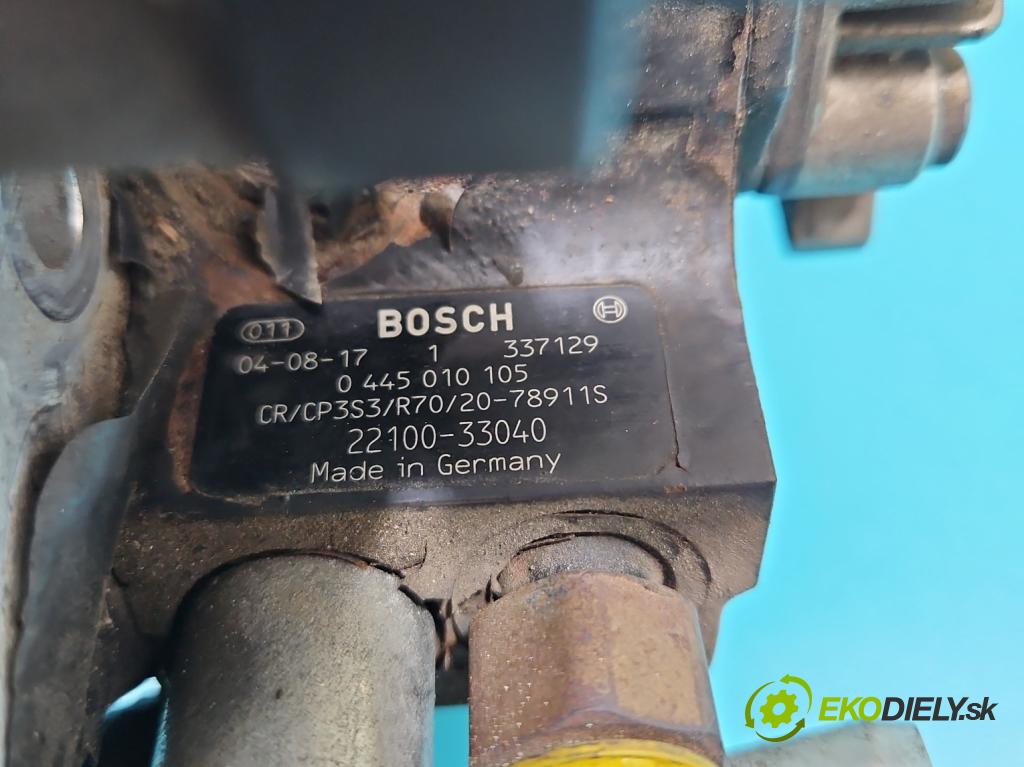 011 BOSCH
04-08-17 1 337129
0 445 010 105
CR/CP3S3/R70/20-78911S
22100-33040
Made in Germany
EKODIELY.sk